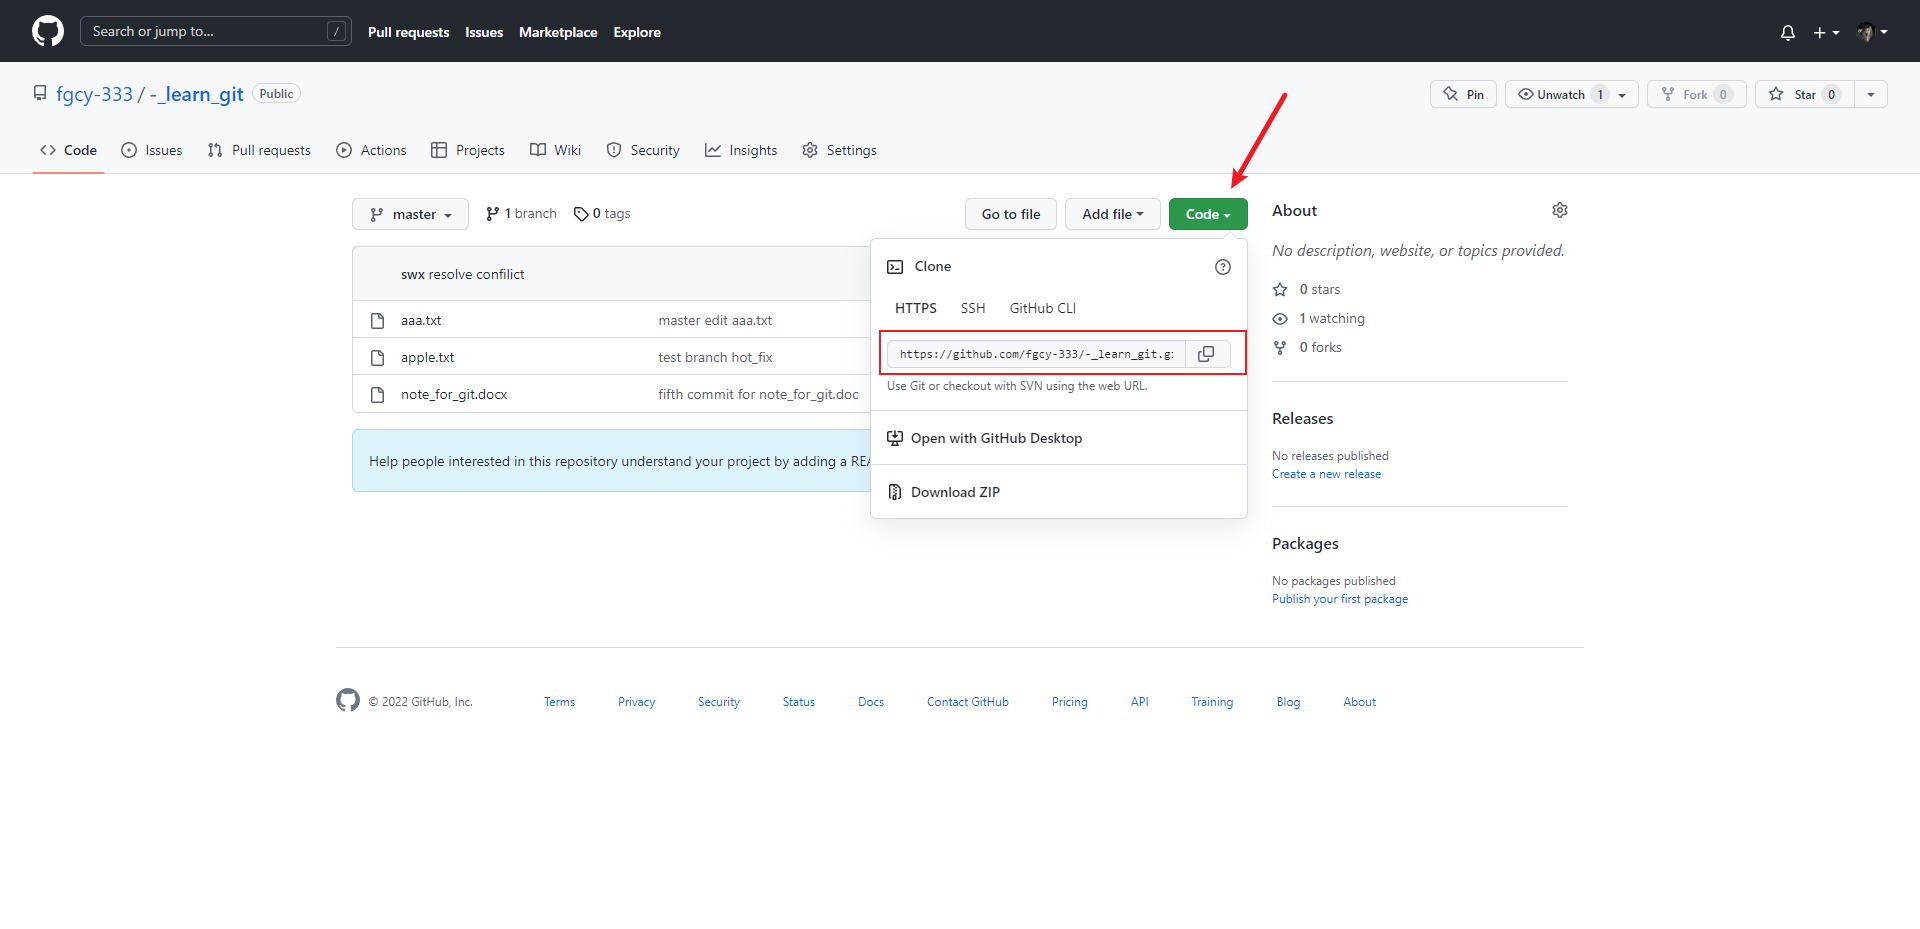 Search or jump to... /
Pull requests Issues Marketplace Explore
fgcy-333 / -_learn_git Public
Pin Unwatch 1 Fork 0 Star 0
Code Issues Pull requests Actions Projects Wiki Security Insights Settings
master 1 branch 0 tags Go to file Add file Code
swx resolve confilict
aaa.txt master edit aaa.txt
apple.txt test branch hot_fix
note_for_git.docx fifth commit for note_for_git.doc
Help people interested in this repository understand your project by adding a REA
Clone
HTTPS SSH GitHub CLI
https://github.com/fgcy-333/-_learn_git.g
Use Git or checkout with SVN using the web URL.
Open with GitHub Desktop
Download ZIP
About
No description, website, or topics provided.
0 stars
1 watching
0 forks
Releases
No releases published
Create a new release
Packages
No packages published
Publish your first package
© 2022 GitHub, Inc. Terms Privacy Security Status Docs Contact GitHub Pricing API Training Blog About